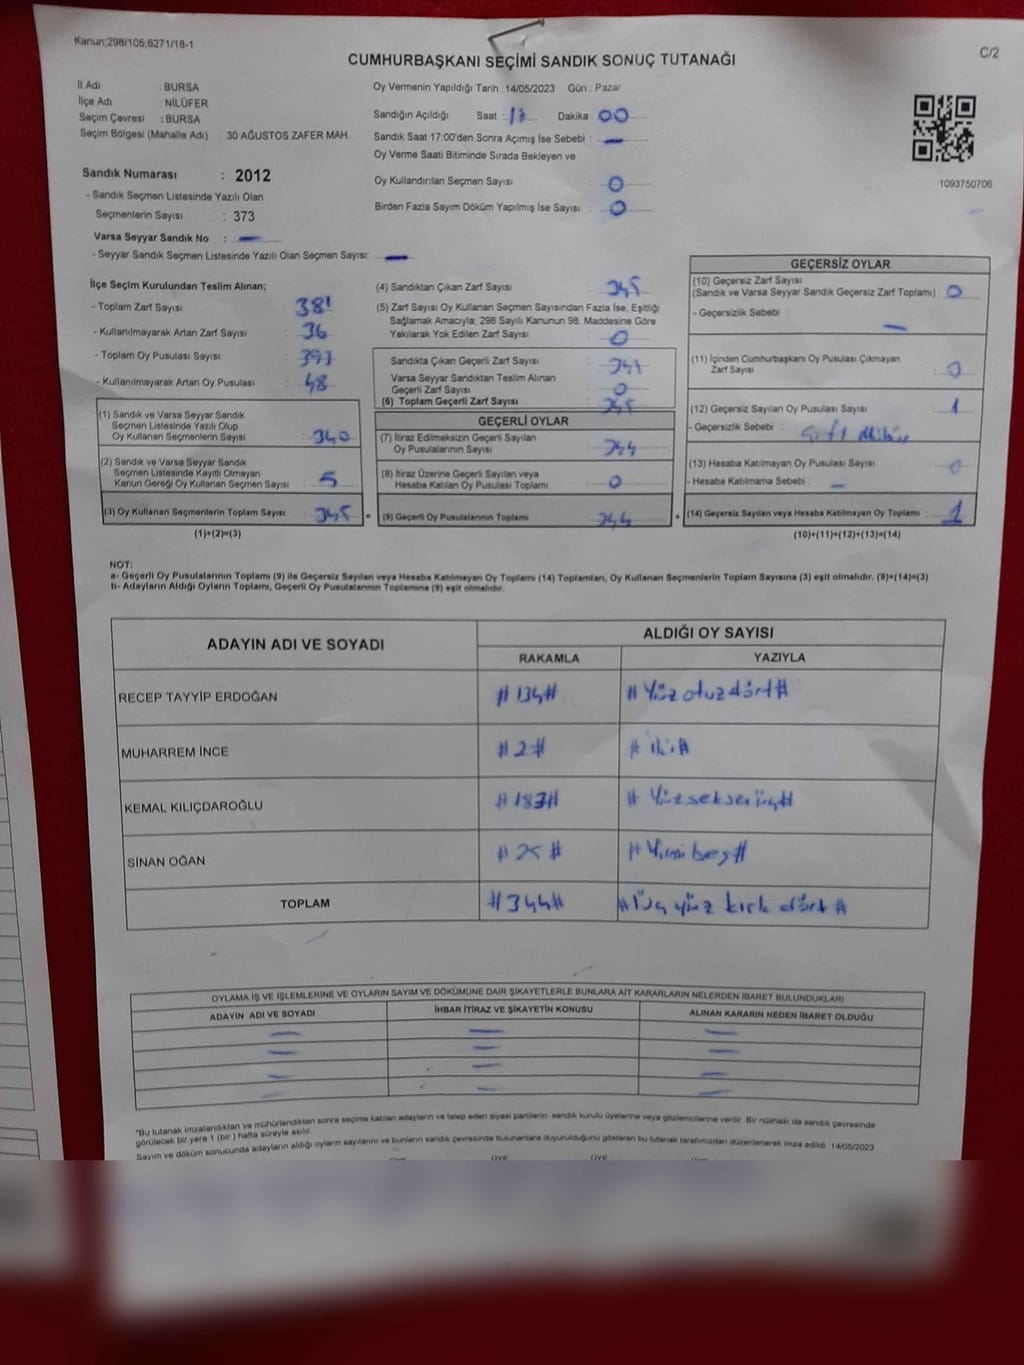 Kanun;298/105,6271/18-1
C/2
CUMHURBAŞKANI SEÇİMİ SANDIK SONUÇ TUTANAĞI
İl Adı : BURSA
İlçe Adı : NİLÜFER
Seçim Çevresi : BURSA
Seçim Bölgesi (Mahalle Adı) : 30 AĞUSTOS ZAFER MAH.
Oy Vermenin Yapıldığı Tarih :14/05/2023 Gün : Pazar
Sandığın Açıldığı Saat : 17 Dakika : 00
Sandık Saat 17:00'den Sonra Açımış İse Sebebi : —
Oy Verme Saati Bitiminde Sırada Bekleyen ve
Oy Kullandırılan Seçmen Sayısı : 0
Birden Fazla Sayım Döküm Yapılmış İse Sayısı : 0
1093750706
Sandık Numarası : 2012
- Sandık Seçmen Listesinde Yazılı Olan
Seçmenlerin Sayısı : 373
Varsa Seyyar Sandık No : —
- Seyyar Sandık Seçmen Listesinde Yazılı Olan Seçmen Sayısı: —
İlçe Seçim Kurulundan Teslim Alınan;
- Toplam Zarf Sayısı : 381
- Kullanılmayarak Artan Zarf Sayısı : 36
- Toplam Oy Pusulası Sayısı : 393
- Kullanılmayarak Artan Oy Pusulası : 48
(1) Sandık ve Varsa Seyyar Sandık
Seçmen Listesinde Yazılı Olup
Oy Kullanan Seçmenlerin Sayısı : 340
(2) Sandık ve Varsa Seyyar Sandık
Seçmen Listesinde Kayıtlı Olmayan
Kanun Gereği Oy Kullanan Seçmen Sayısı : 5
(3) Oy Kullanan Seçmenlerin Toplam Sayısı : 345 =
(1)+(2)=(3)
(4) Sandıktan Çıkan Zarf Sayısı : 345
(5) Zarf Sayısı Oy Kullanan Seçmen Sayısından Fazla İse, Eşitliği
Sağlamak Amacıyla; 298 Sayılı Kanunun 98. Maddesine Göre
Yakılarak Yok Edilen Zarf Sayısı : 0
Sandıkta Çıkan Geçerli Zarf Sayısı :
Varsa Seyyar Sandıktan Teslim Alınan
Geçerli Zarf Sayısı : 0
(6) Toplam Geçerli Zarf Sayısı : 345
GEÇERLİ OYLAR
(7) İtiraz Edilmeksizin Geçerli Sayılan
Oy Pusulalarının Sayısı : 344
(8) İtiraz Üzerine Geçerli Sayılan veya
Hesaba Katılan Oy Pusulası Toplamı : 0
(9) Geçerli Oy Pusulalarının Toplamı : 344 +
GEÇERSİZ OYLAR
(10) Geçersiz Zarf Sayısı
(Sandık ve Varsa Seyyar Sandık Geçersiz Zarf Toplamı) : 0
- Geçersizlik Sebebi : —
(11) İçinden Cumhurbaşkanı Oy Pusulası Çıkmayan
Zarf Sayısı : 0
(12) Geçersiz Sayılan Oy Pusulası Sayısı : 1
- Geçersizlik Sebebi : Çift Mühür
(13) Hesaba Katılmayan Oy Pusulası Sayısı : 0
- Hesaba Katılmama Sebebi : —
(14) Geçersiz Sayılan veya Hesaba Katılmayan Oy Toplamı : 1
(10)+(11)+(12)+(13)=(14)
NOT:
a- Geçerli Oy Pusulalarının Toplamı (9) ile Geçersiz Sayılan veya Hesaba Katılmayan Oy Toplamı (14) Toplamları, Oy Kullanan Seçmenlerin Toplam Sayısına (3) eşit olmalıdır. (9)+(14)=(3)
b- Adayların Aldığı Oyların Toplamı, Geçerli Oy Pusulalarının Toplamına (9) eşit olmalıdır.
ADAYIN ADI VE SOYADI
ALDIĞI OY SAYISI
RAKAMLA YAZIYLA
RECEP TAYYİP ERDOĞAN #134# #Yüz otuz dört#
MUHARREM İNCE #2# #iki#
KEMAL KILIÇDAROĞLU #183# #Yüzseksenüç#
SİNAN OĞAN #25# #Yirmi beş#
TOPLAM #344# #Üç yüz kırk dört#
OYLAMA İŞ VE İŞLEMLERİNE VE OYLARIN SAYIM VE DÖKÜMÜNE DAİR ŞİKAYETLERLE BUNLARA AİT KARARLARIN NELERDEN İBARET BULUNDUKLARI
ADAYIN ADI VE SOYADI İHBAR İTİRAZ VE ŞİKAYETİN KONUSU ALINAN KARARIN NEDEN İBARET OLDUĞU
— — —
— — —
— — —
— — —
"Bu tutanak imzalandıktan ve mühürlendikten sonra seçime katılan adayların ve talep eden siyasi partilerin sandık kurulu üyelerine veya gözlemcilerine verilir. Bir nüshası da sandık çevresinde
görülecek bir yere 1 (bir ) hafta süreyle asılır.
Sayım ve döküm sonucunda adayların aldığı oyların sayılarını ve bunların sandık çevresinde bulunanlara duyurulduğunu gösteren bu tutanak tarafımızdan düzenlenerek imza edildi. 14/05/2023
ÜYE ÜYE ÜYE